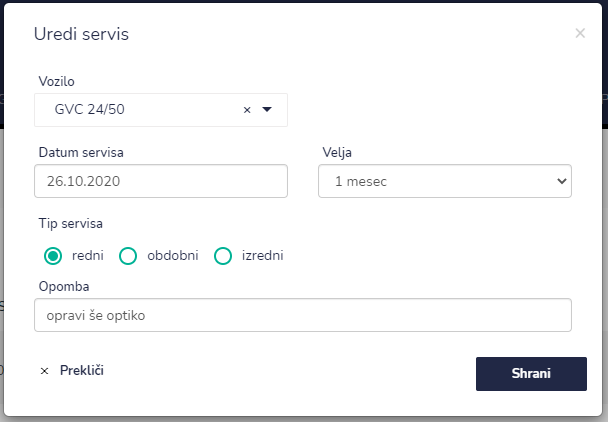 Uredi servis ×
Vozilo
GVC 24/50 ×
Datum servisa Velja
26.10.2020 1 mesec
Tip servisa
redni obdobni izredni
Opomba
opravi še optiko
× Prekliči Shrani